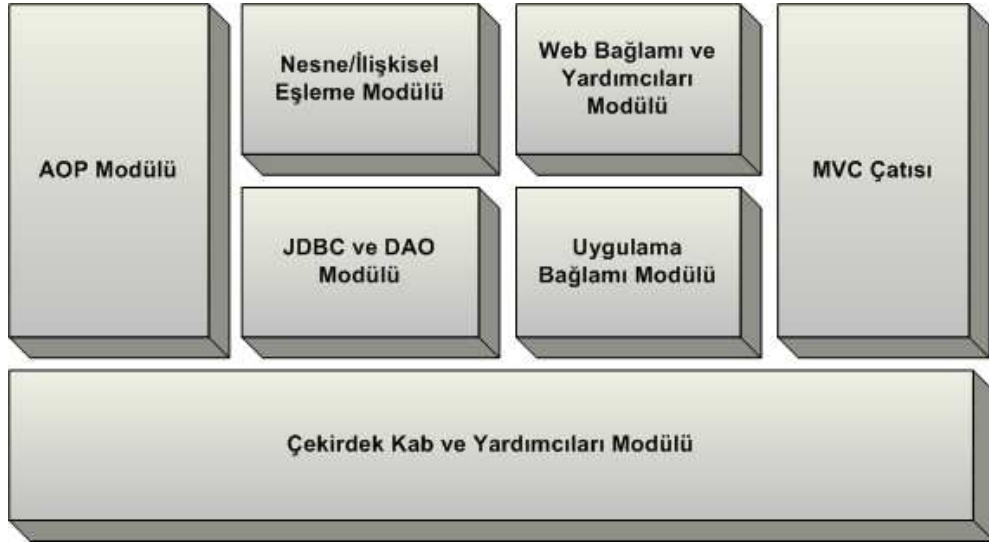 AOP Modülü
Nesne/İlişkisel
Eşleme Modülü
Web Bağlamı ve
Yardımcıları
Modülü
MVC Çatısı
JDBC ve DAO
Modülü
Uygulama
Bağlamı Modülü
Çekirdek Kab ve Yardımcıları Modülü